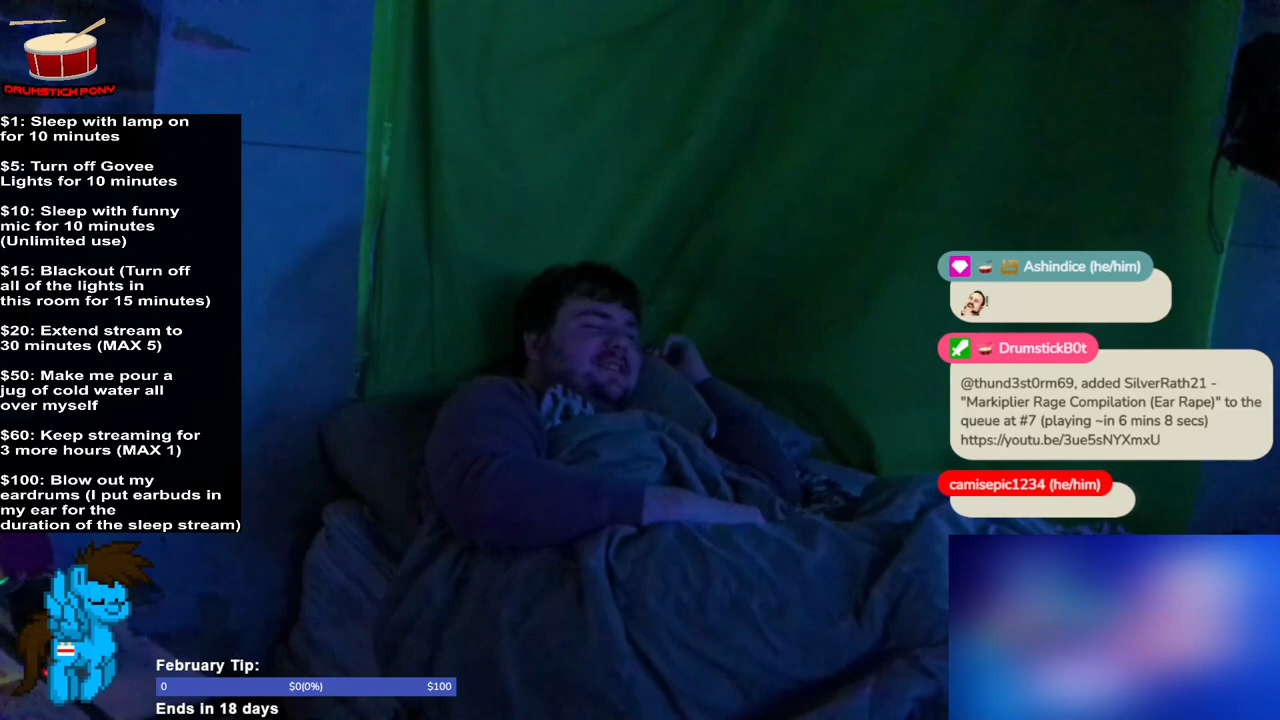 DRUMSTICK PONY
$1: Sleep with lamp on
for 10 minutes
$5: Turn off Govee
Lights for 10 minutes
$10: Sleep with funny
mic for 10 minutes
(Unlimited use)
$15: Blackout (Turn off
all of the lights in
this room for 15 minutes)
$20: Extend stream to
30 minutes (MAX 5)
$50: Make me pour a
jug of cold water all
over myself
$60: Keep streaming for
3 more hours (MAX 1)
$100: Blow out my
eardrums (I put earbuds in
my ear for the
duration of the sleep stream)
February Tip:
0 $0(0%) $100
Ends in 18 days
Ashindice (he/him)
!
DrumstickB0t
@thund3st0rm69, added SilverRath21 -
"Markiplier Rage Compilation (Ear Rape)" to the
queue at #7 (playing ~in 6 mins 8 secs)
https://youtu.be/3ue5sNYXmxU
camisepic1234 (he/him)